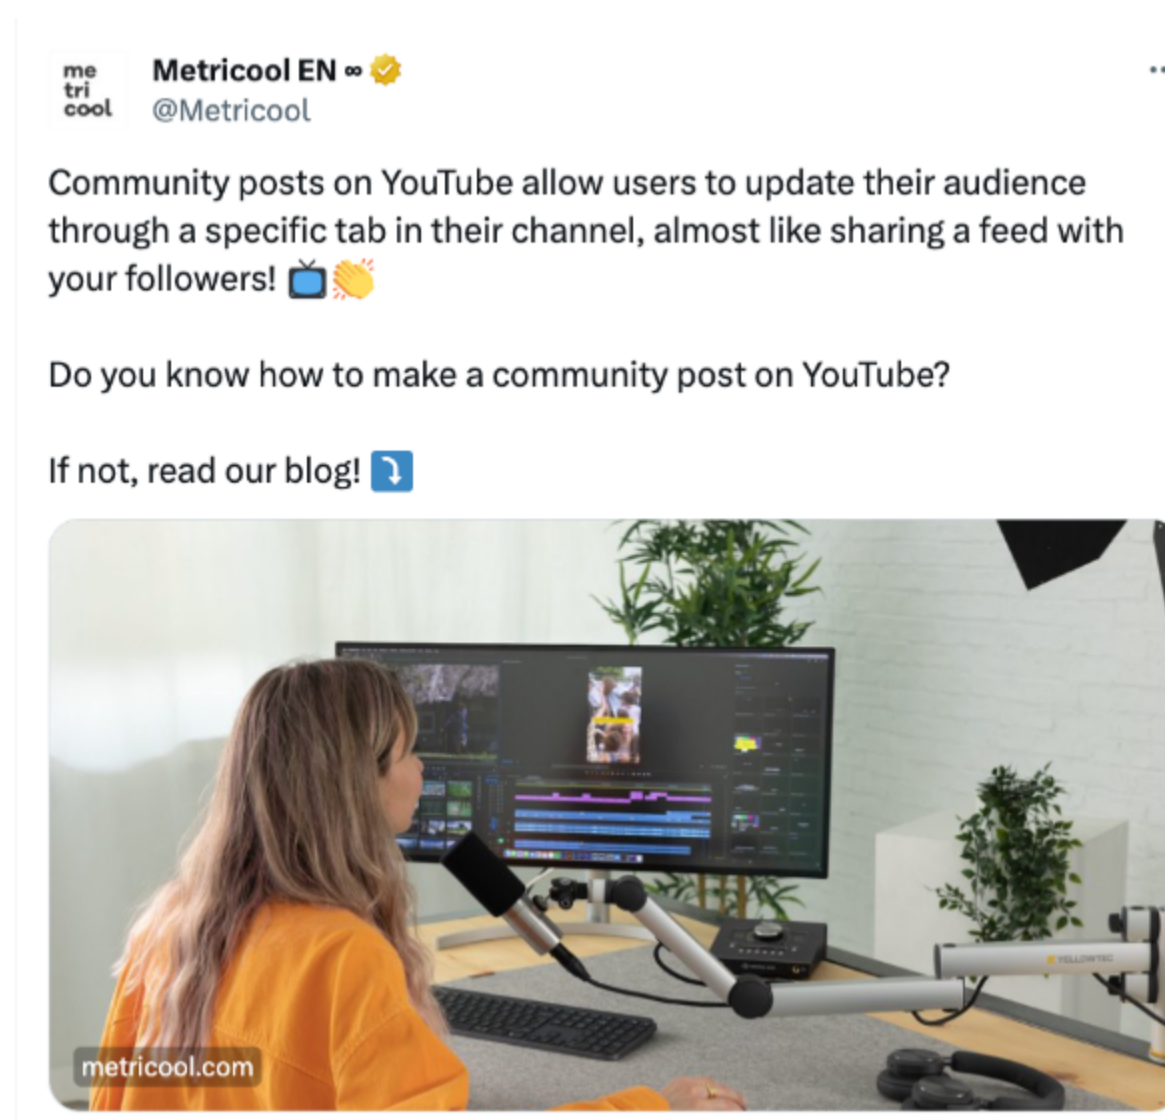 me
tri
cool
Metricool EN ∞
@Metricool
Community posts on YouTube allow users to update their audience
through a specific tab in their channel, almost like sharing a feed with
your followers! 📺👏
Do you know how to make a community post on YouTube?
If not, read our blog! ⤵️
YELLOWTEC
metricool.com